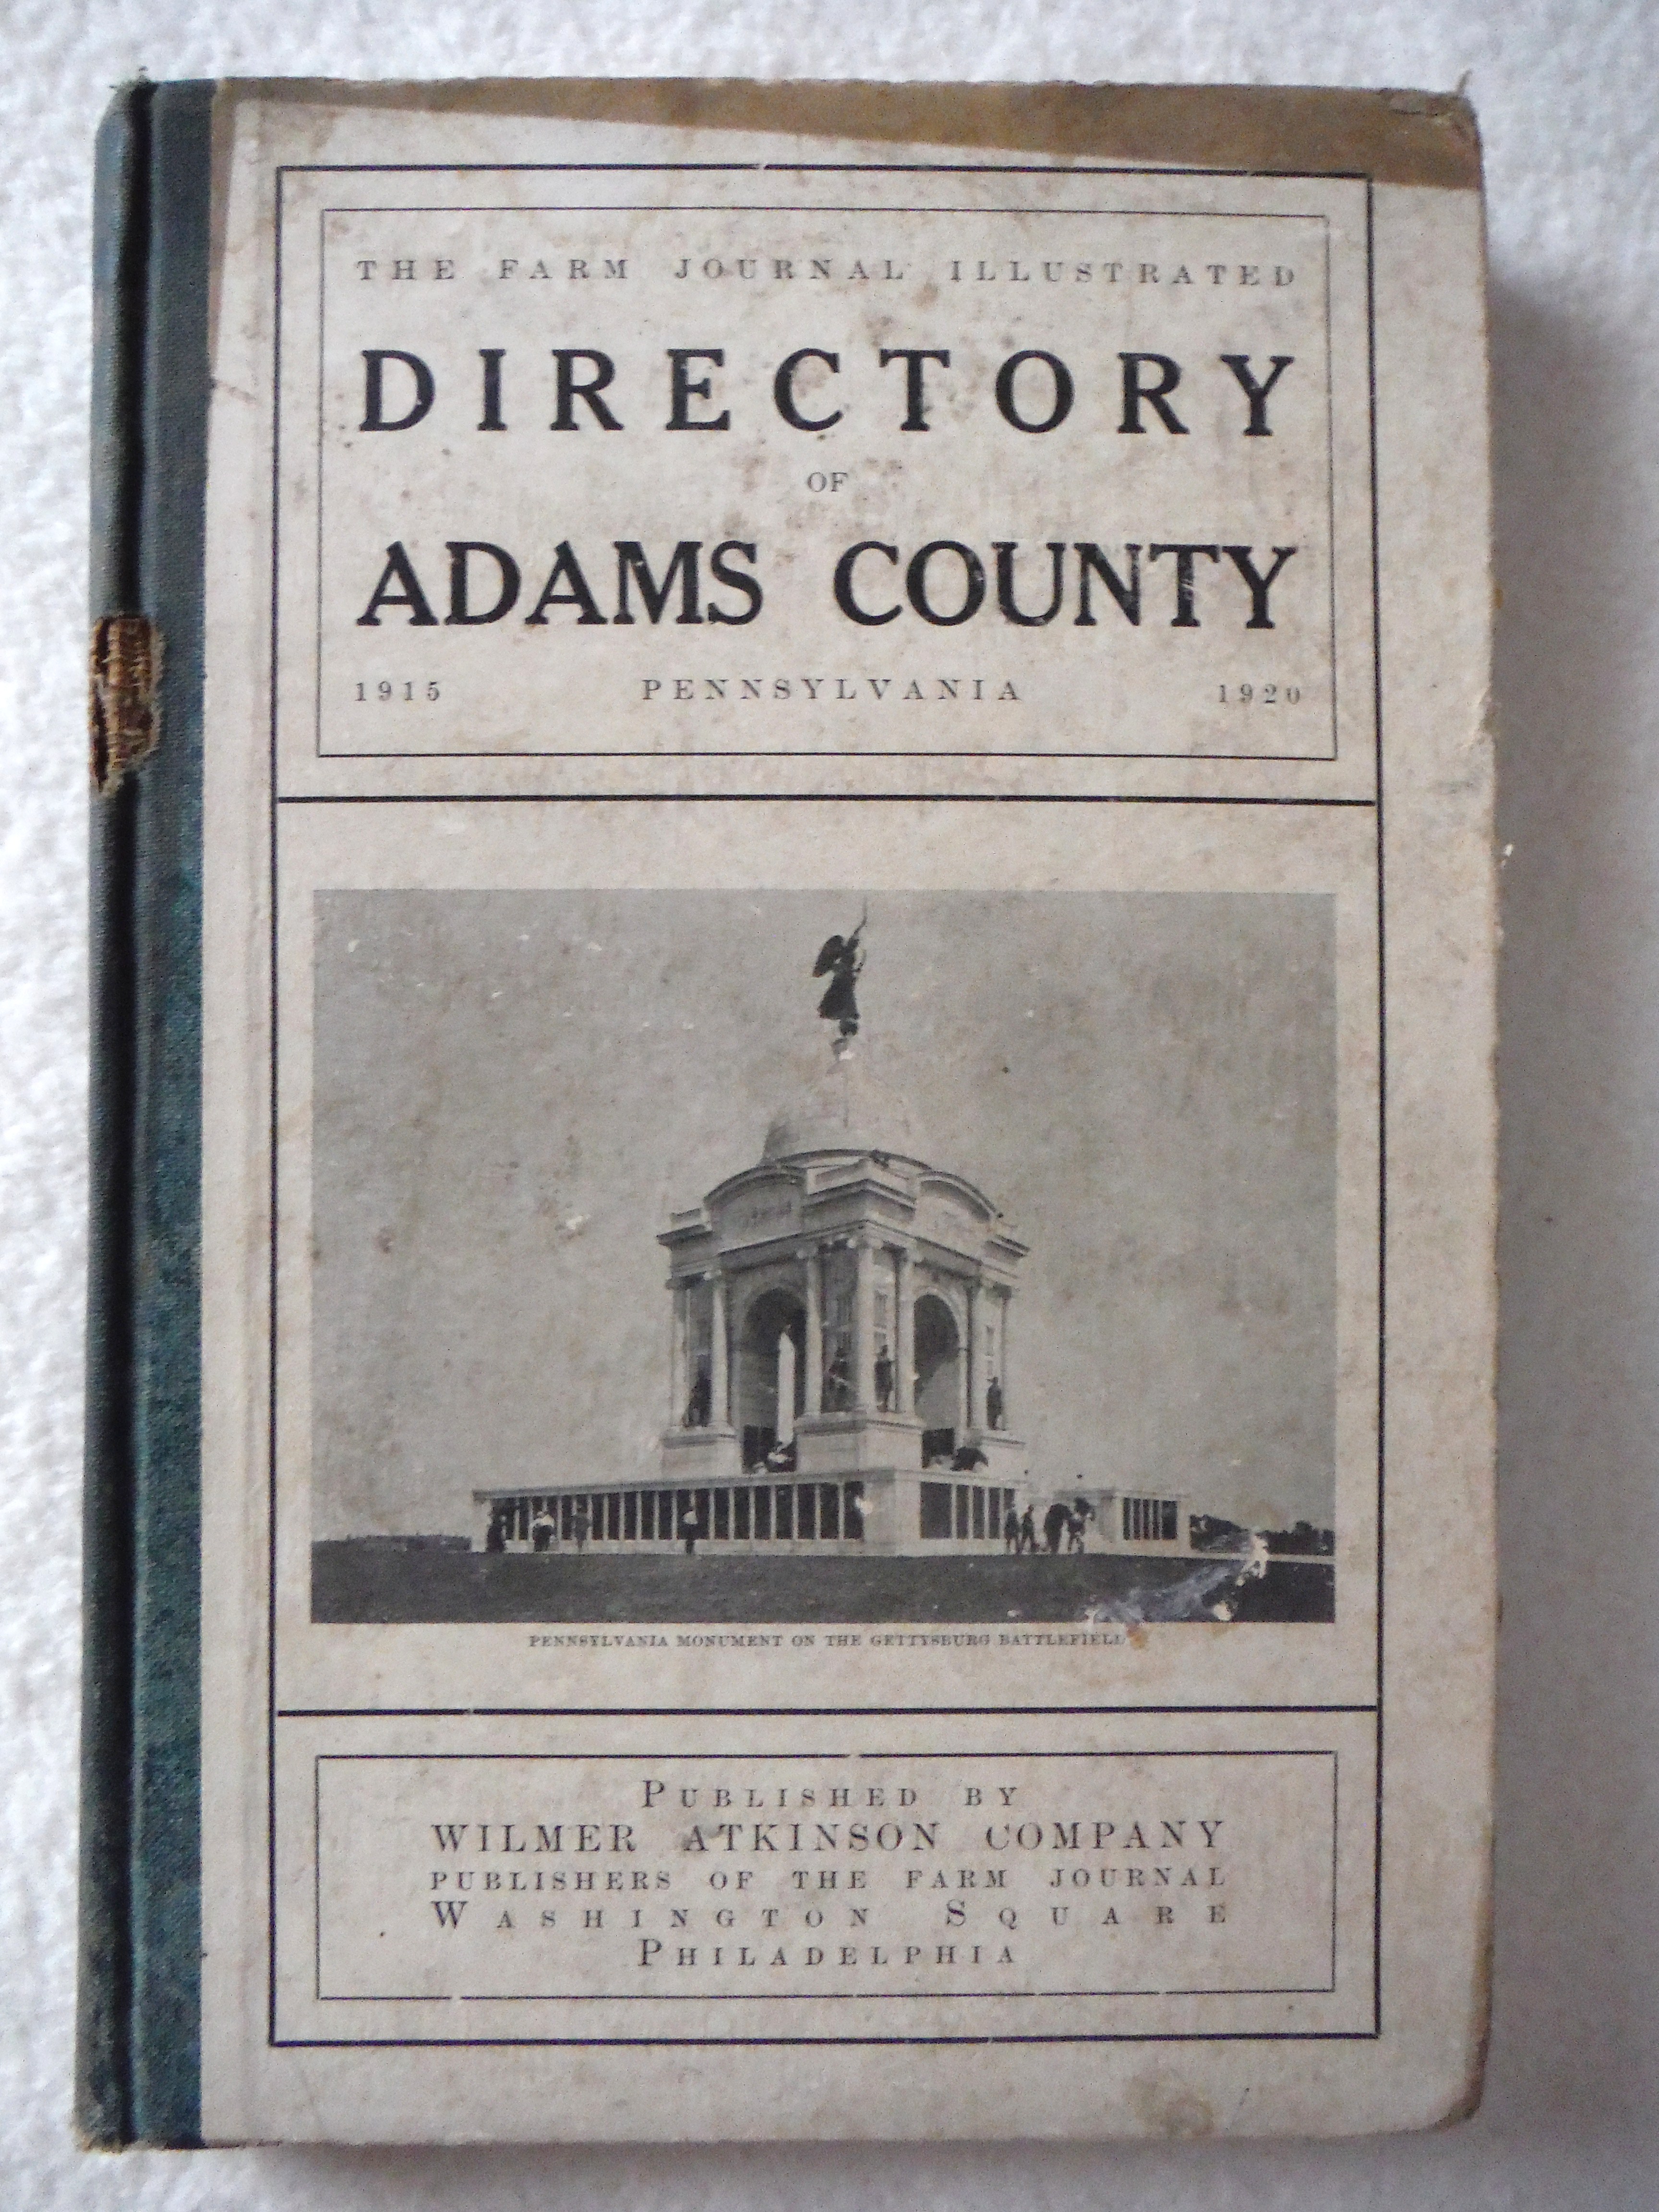 THE FARM JOURNAL ILLUSTRATED
DIRECTORY
OF
ADAMS COUNTY
1915 PENNSYLVANIA 1920
PENNSYLVANIA MONUMENT ON THE GETTYSBURG BATTLEFIELD
PUBLISHED BY
WILMER ATKINSON COMPANY
PUBLISHERS OF THE FARM JOURNAL
WASHINGTON SQUARE
PHILADELPHIA